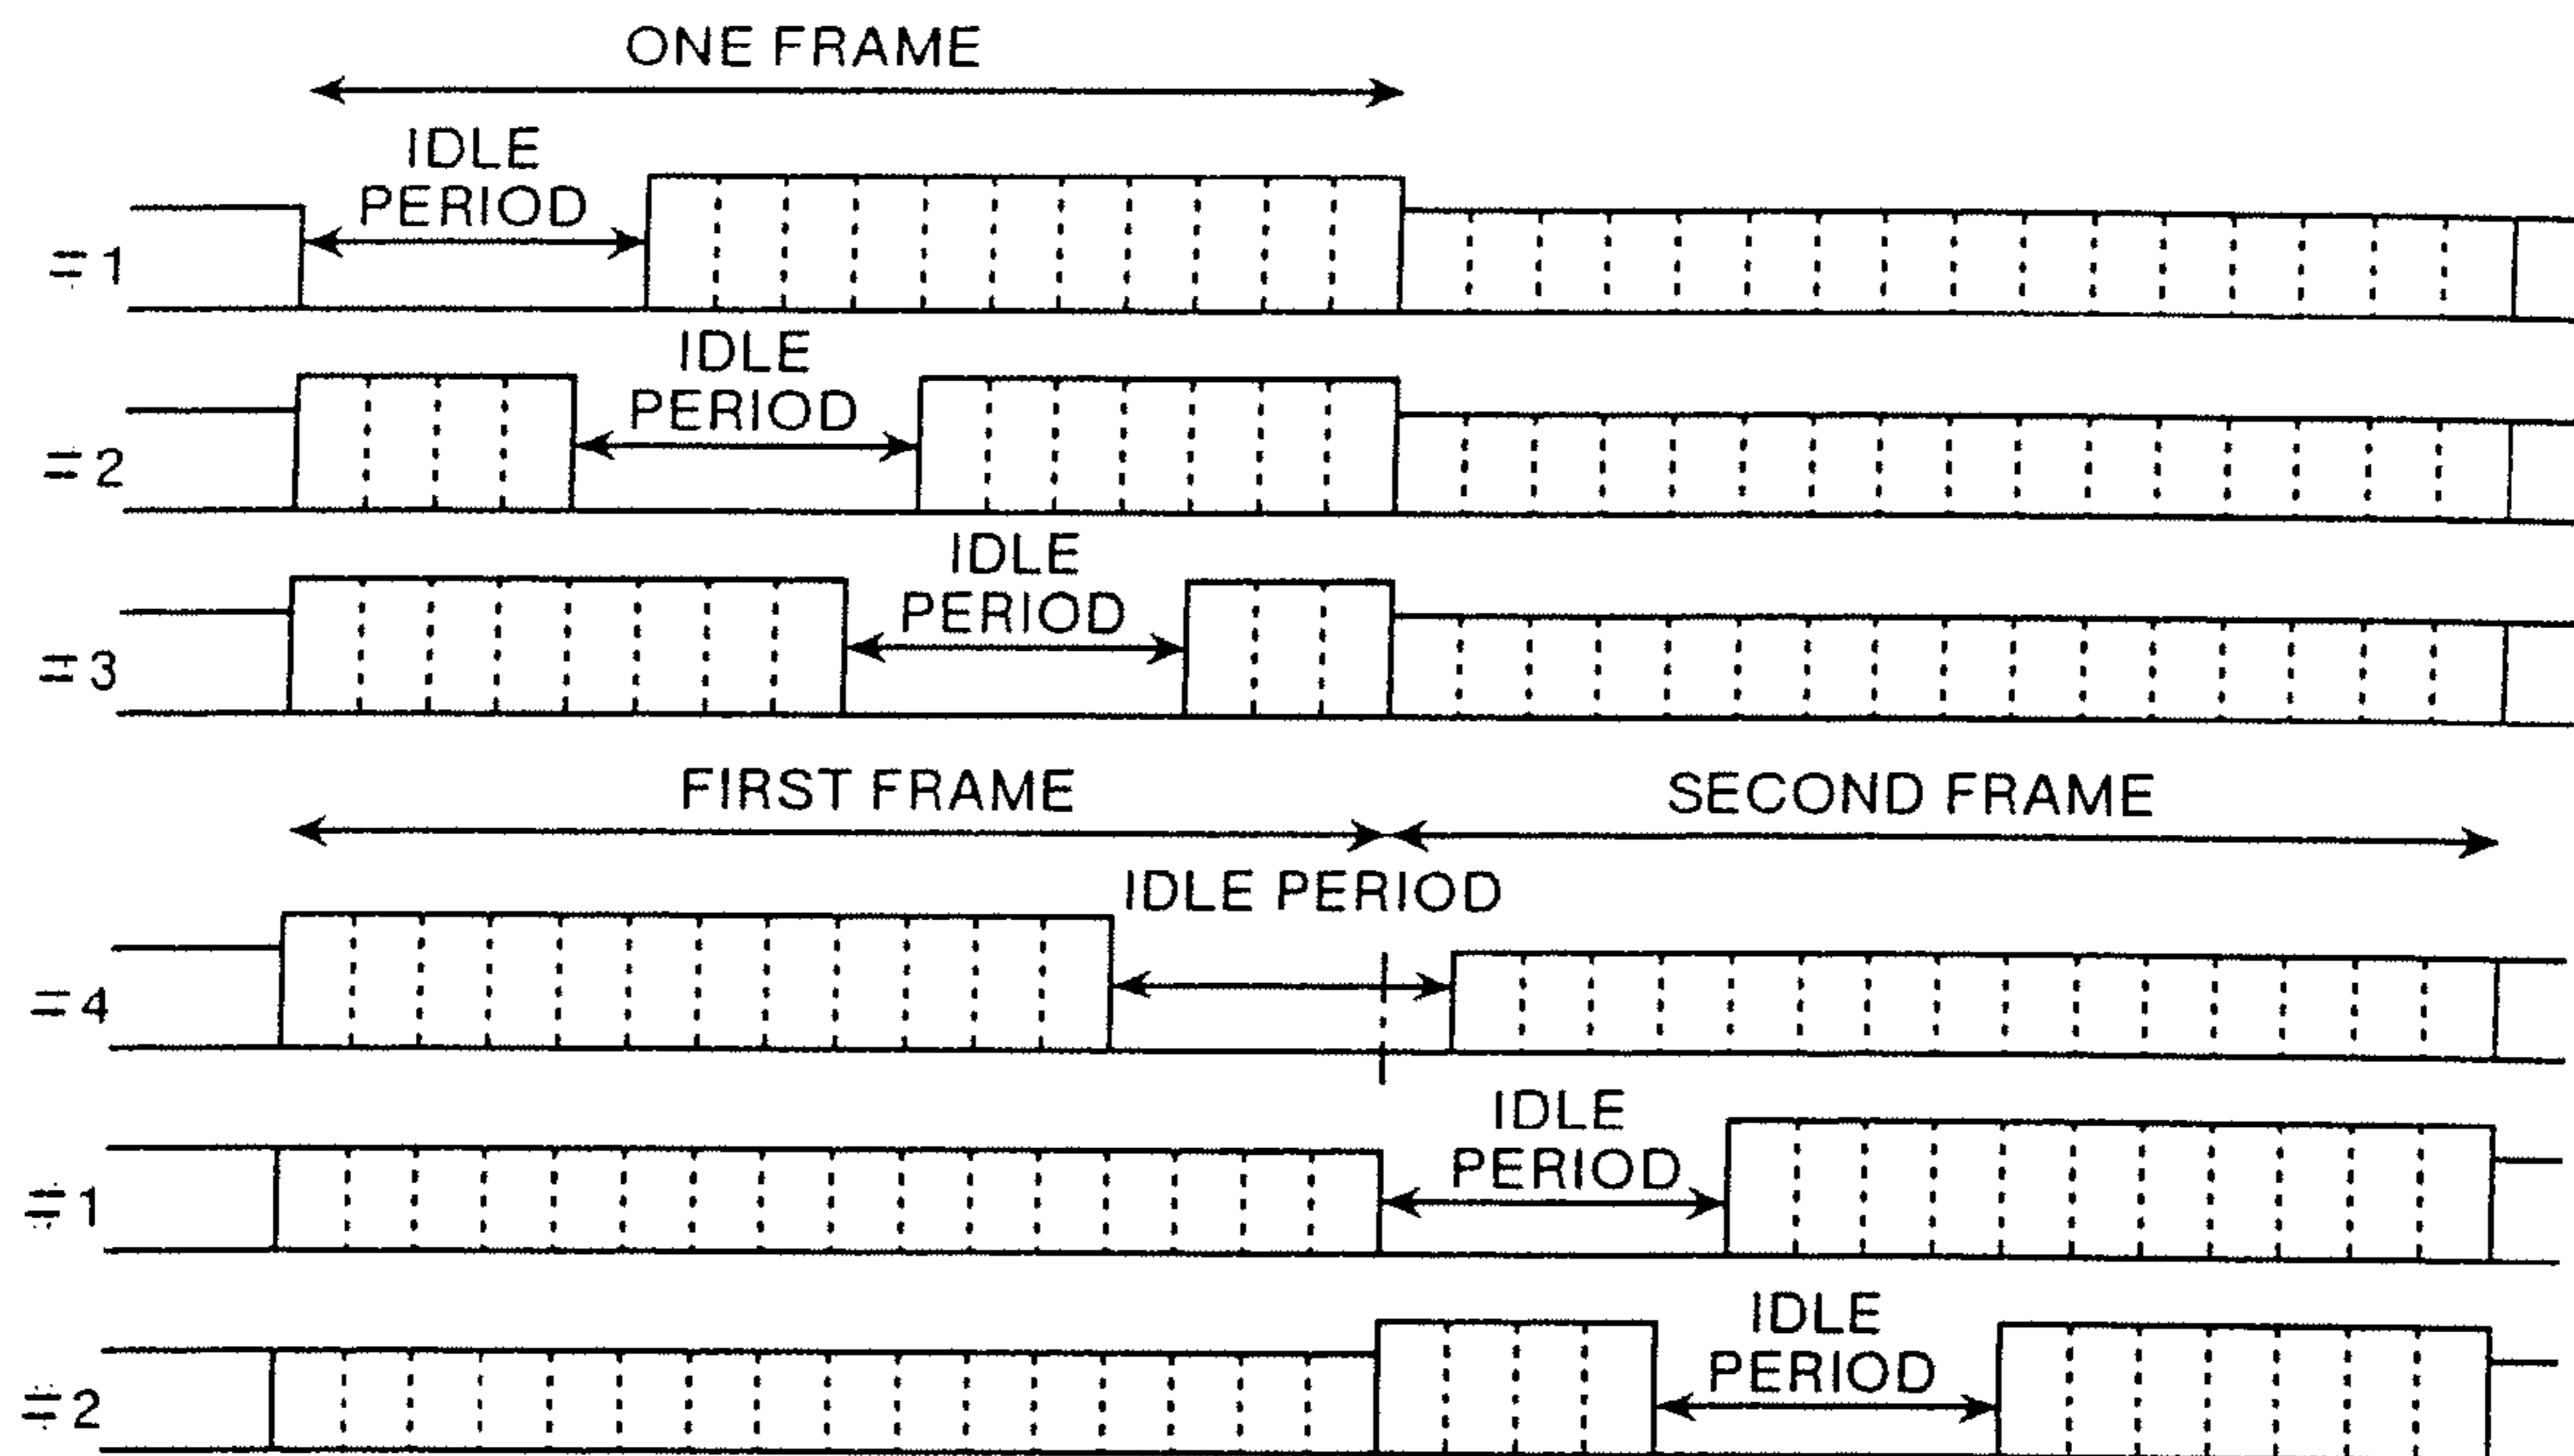 ONE FRAME
IDLE
PERIOD
#1
IDLE
PERIOD
#2
IDLE
PERIOD
#3
FIRST FRAME
SECOND FRAME
IDLE PERIOD
#4
IDLE
PERIOD
#1
IDLE
PERIOD
#2